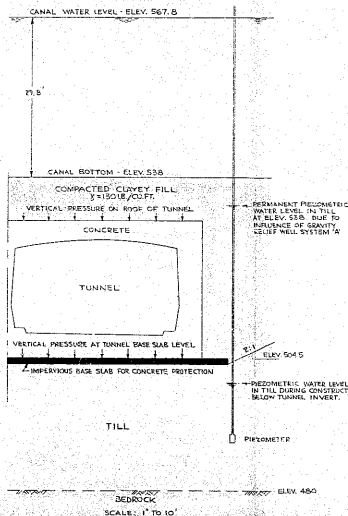 CANAL WATER LEVEL - ELEV. 567.8
29.8'
CANAL BOTTOM - ELEV. 538
COMPACTED CLAYEY FILL
γ = 130 LB./CU.FT.
VERTICAL PRESSURE ON ROOF OF TUNNEL
PERMANENT PIEZOMETRIC
WATER LEVEL IN TILL
AT ELEV. 538 DUE TO
INFLUENCE OF GRAVITY
RELIEF WELL SYSTEM 'A'
CONCRETE
TUNNEL
VERTICAL PRESSURE AT TUNNEL BASE SLAB LEVEL
2:1
ELEV. 504.5
IMPERVIOUS BASE SLAB FOR CONCRETE PROTECTION
PIEZOMETRIC WATER LEVEL
IN TILL DURING CONSTRUCT
BELOW TUNNEL INVERT.
TILL
PIEZOMETER
ELEV. 480
BEDROCK
SCALE: 1" TO 10'